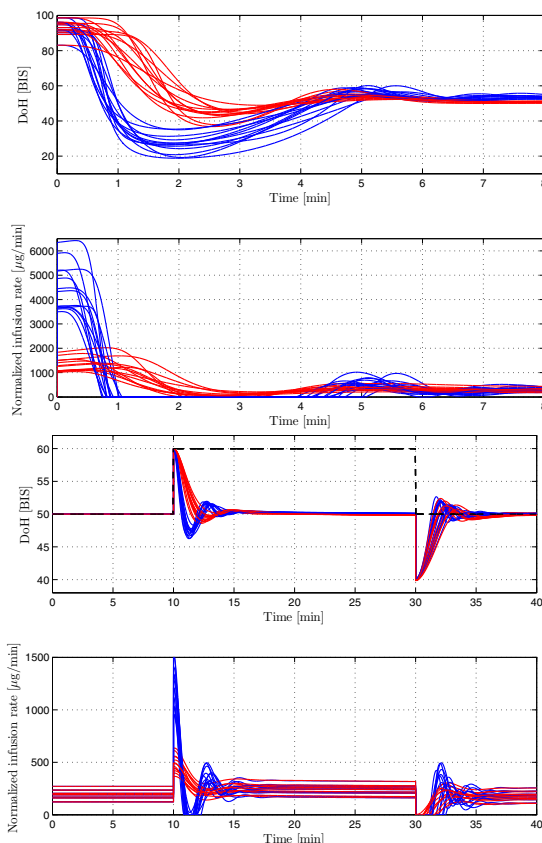 100
80
60
40
20
DoH [BIS]
0 1 2 3 4 5 6 7 8
Time [min]
6000
5000
4000
3000
2000
1000
0
Normalized infusion rate [µg/min]
0 1 2 3 4 5 6 7 8
Time [min]
60
55
50
45
40
DoH [BIS]
0 5 10 15 20 25 30 35 40
Time [min]
1500
1000
500
0
Normalized infusion rate [µg/min]
0 5 10 15 20 25 30 35 40
Time [min]